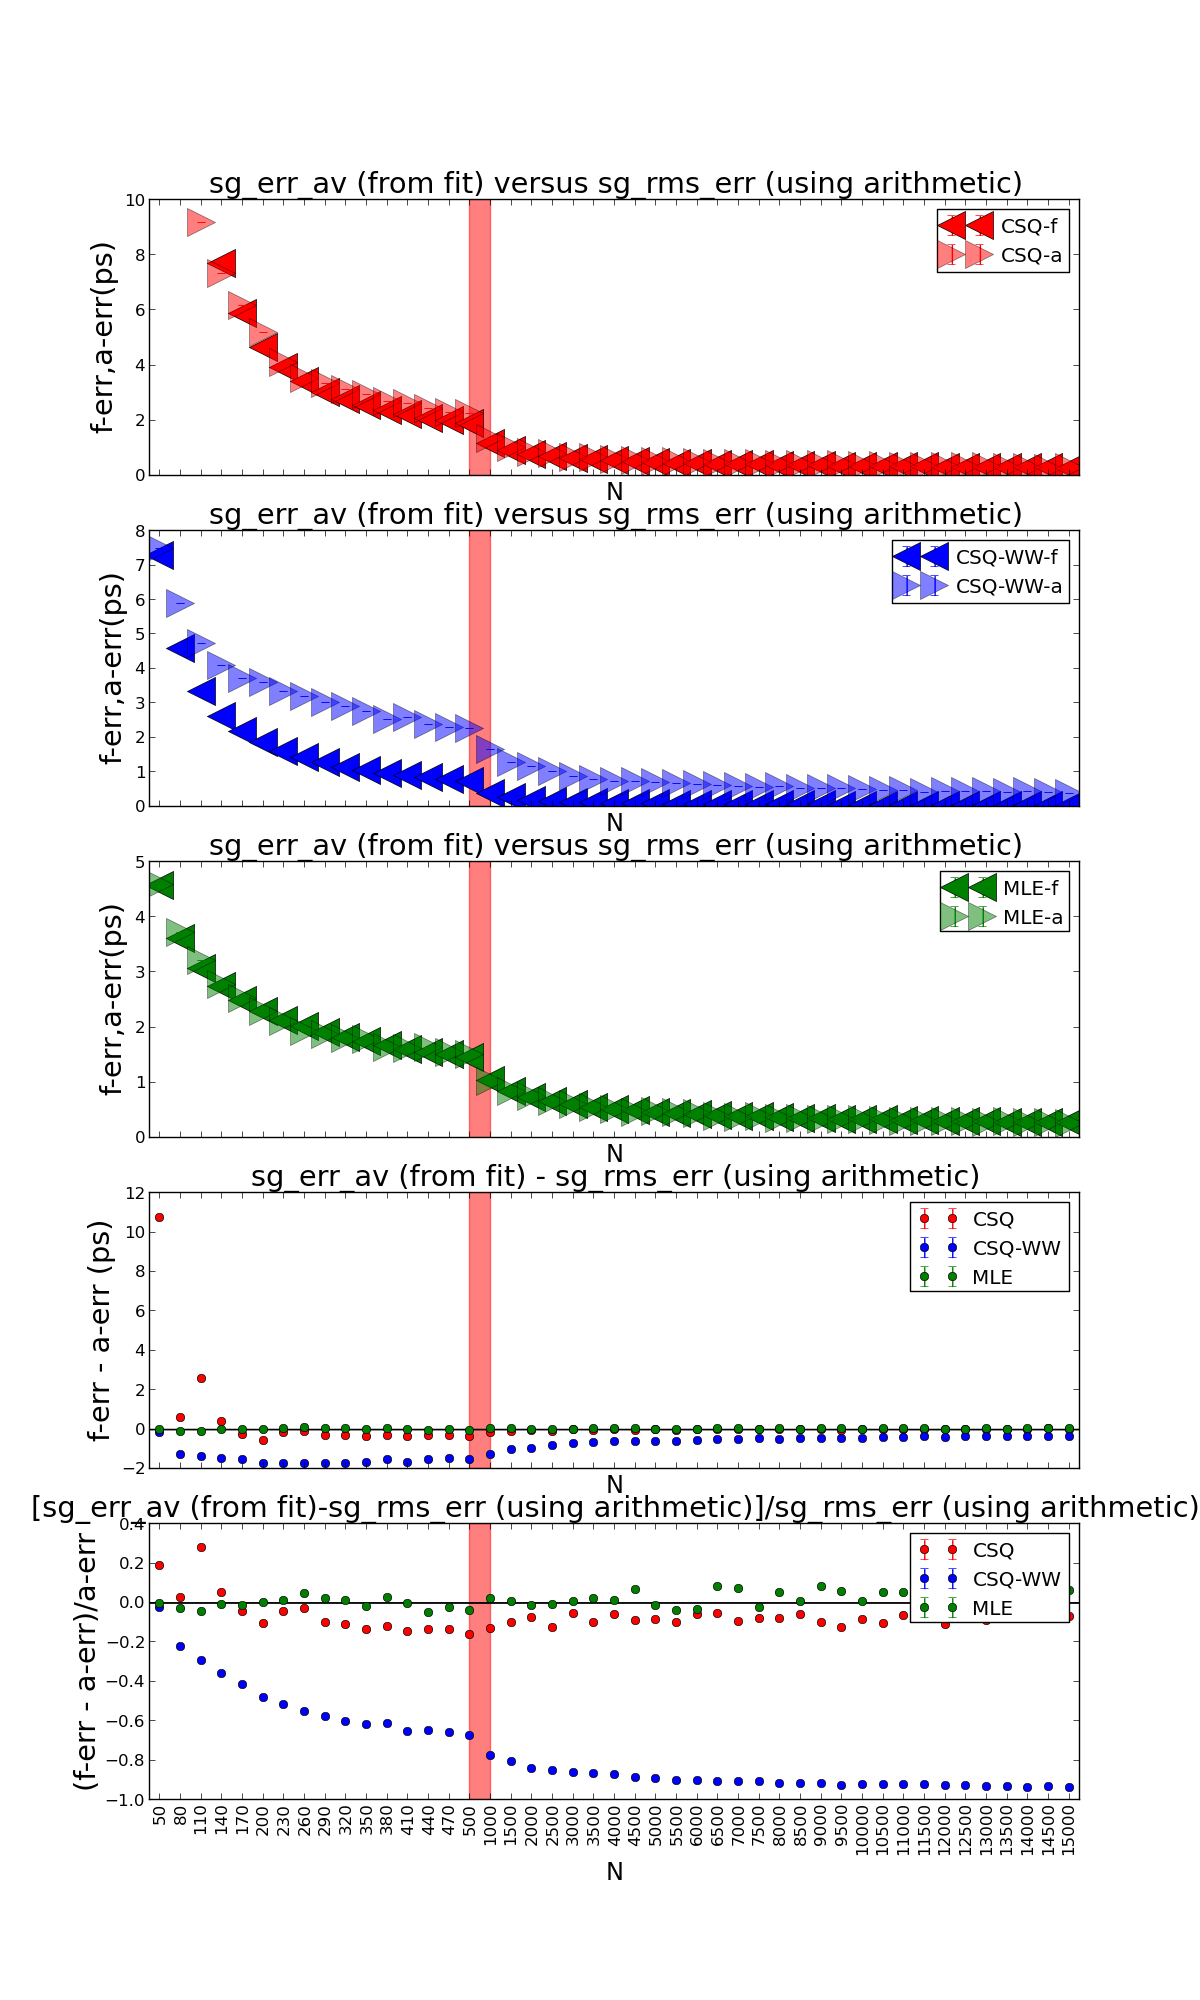 sg_err_av (from fit) versus sg_rms_err (using arithmetic)
10
8
6
4
2
0
f-err,a-err(ps)
CSQ-f
CSQ-a
N
sg_err_av (from fit) versus sg_rms_err (using arithmetic)
8
7
6
5
4
3
2
1
0
f-err,a-err(ps)
CSQ-WW-f
CSQ-WW-a
N
sg_err_av (from fit) versus sg_rms_err (using arithmetic)
5
4
3
2
1
0
f-err,a-err(ps)
MLE-f
MLE-a
N
sg_err_av (from fit) - sg_rms_err (using arithmetic)
12
10
8
6
4
2
0
−2
f-err - a-err (ps)
CSQ
CSQ-WW
MLE
N
[sg_err_av (from fit)-sg_rms_err (using arithmetic)]/sg_rms_err (using arithmetic)
0.4
0.2
0.0
−0.2
−0.4
−0.6
−0.8
−1.0
(f-err - a-err)/a-err
CSQ
CSQ-WW
MLE
50 80 110 140 170 200 230 260 290 320 350 380 410 440 470 500 1000 1500 2000 2500 3000 3500 4000 4500 5000 5500 6000 6500 7000 7500 8000 8500 9000 9500 10000 10500 11000 11500 12000 12500 13000 13500 14000 14500 15000
N